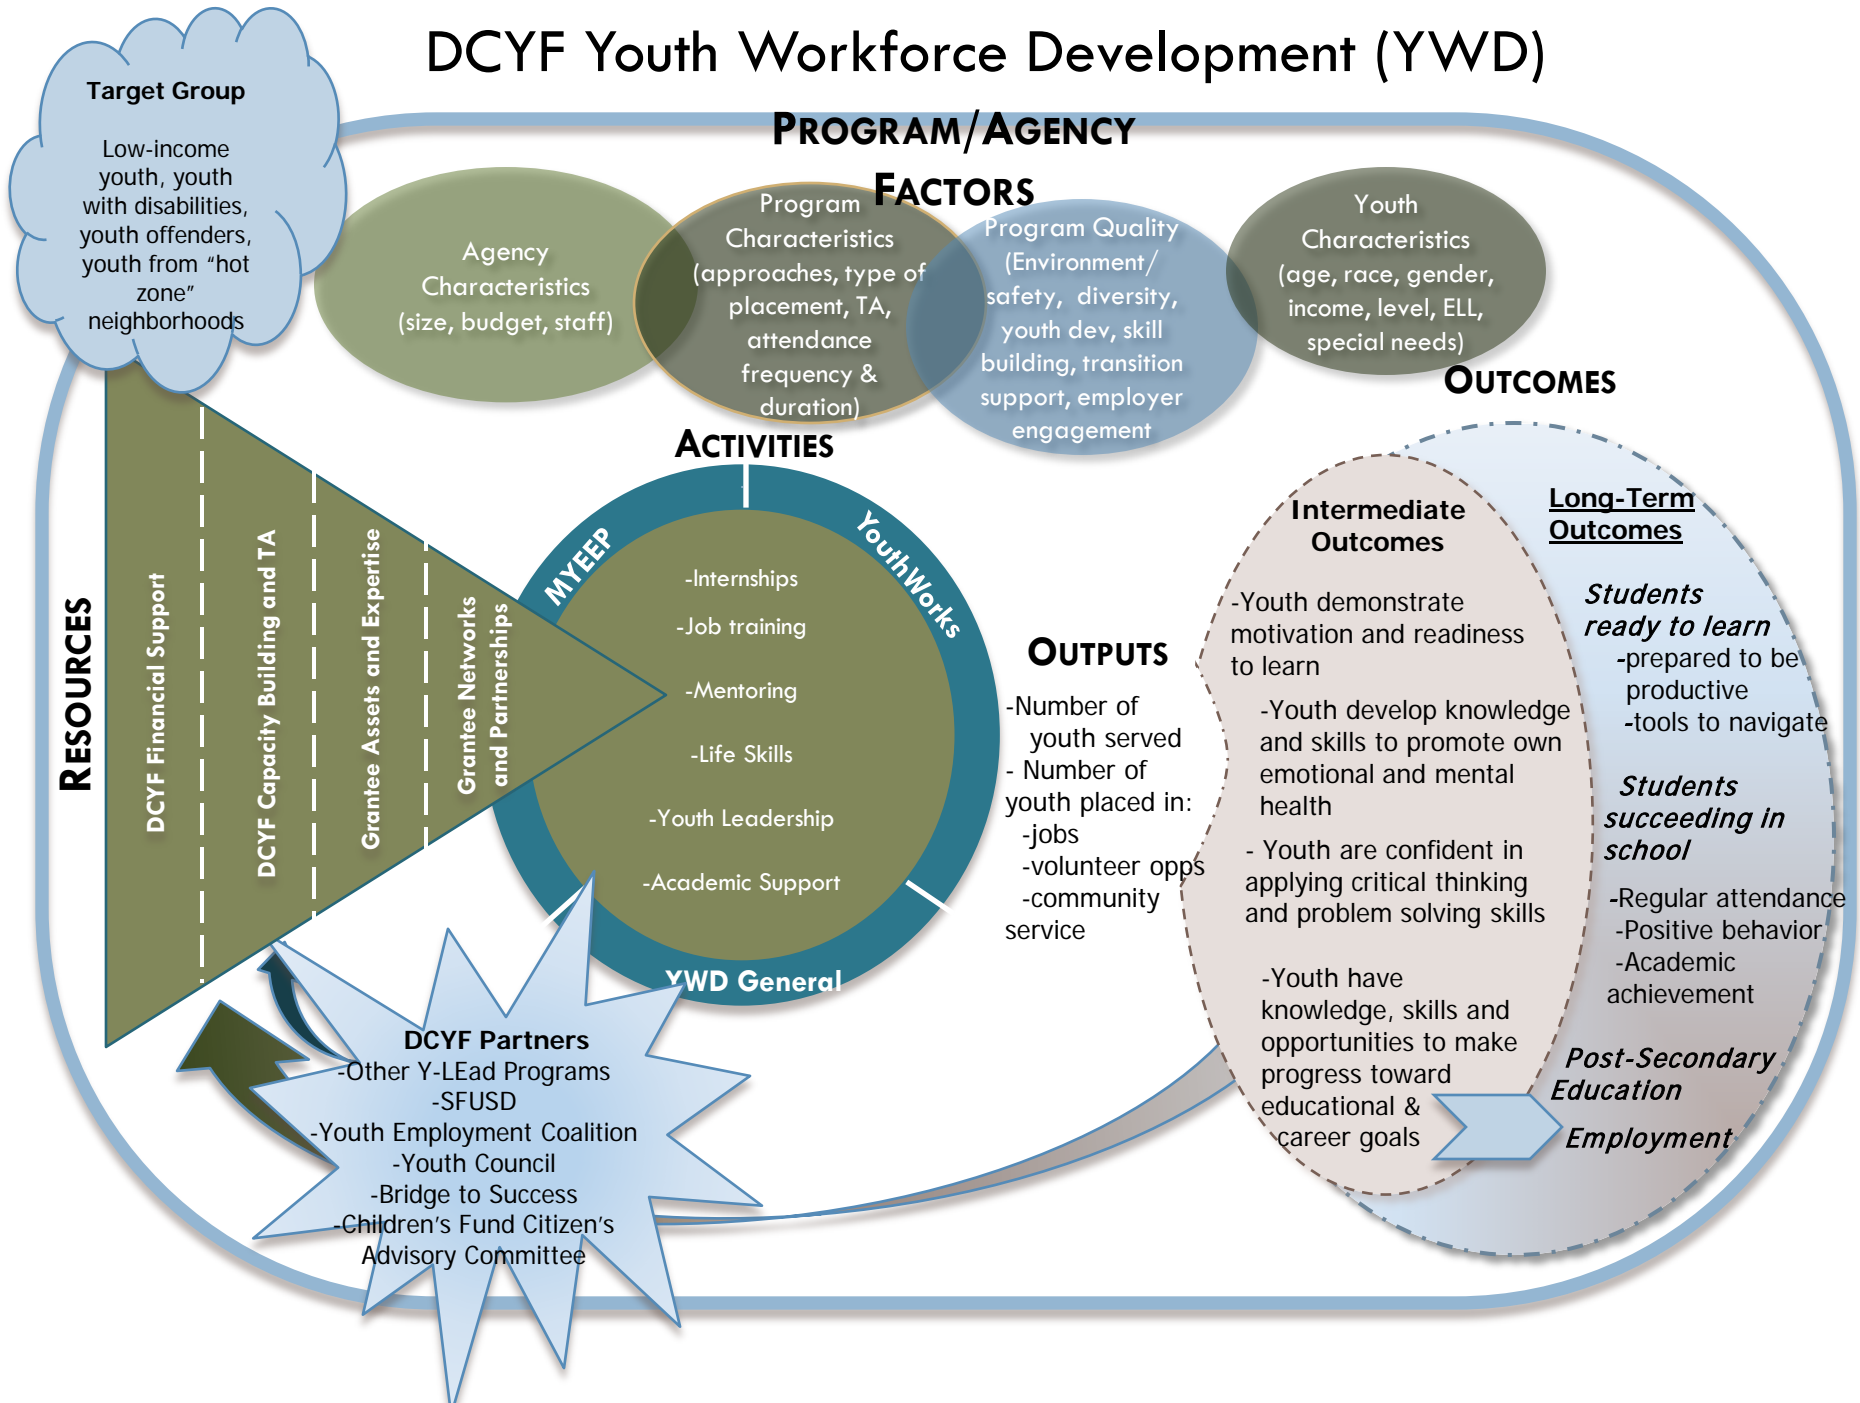 DCYF Youth Workforce Development (YWD)
Target Group
Low-income
youth, youth
with disabilities,
youth offenders,
youth from “hot
zone”
neighborhoods
PROGRAM/AGENCY
FACTORS
Agency
Characteristics
(size, budget, staff)
Program
Characteristics
(approaches, type of
placement, TA,
attendance
frequency &
duration)
Program Quality
(Environment/
safety, diversity,
youth dev, skill
building, transition
support, employer
engagement
Youth
Characteristics
(age, race, gender,
income, level, ELL,
special needs)
RESOURCES
DCYF Financial Support
DCYF Capacity Building and TA
Grantee Assets and Expertise
Grantee Networks
and Partnerships
ACTIVITIES
MYEEP
YouthWorks
YWD General
-Internships
-Job training
-Mentoring
-Life Skills
-Youth Leadership
-Academic Support
OUTPUTS
-Number of
youth served
- Number of
youth placed in:
-jobs
-volunteer opps
-community
service
OUTCOMES
Intermediate
Outcomes
-Youth demonstrate
motivation and readiness
to learn
-Youth develop knowledge
and skills to promote own
emotional and mental
health
- Youth are confident in
applying critical thinking
and problem solving skills
-Youth have
knowledge, skills and
opportunities to make
progress toward
educational &
career goals
Long-Term
Outcomes
Students
ready to learn
-prepared to be
productive
-tools to navigate
Students
succeeding in
school
-Regular attendance
-Positive behavior
-Academic
achievement
Post-Secondary
Education
Employment
DCYF Partners
-Other Y-LEad Programs
-SFUSD
-Youth Employment Coalition
-Youth Council
-Bridge to Success
-Children’s Fund Citizen’s
Advisory Committee